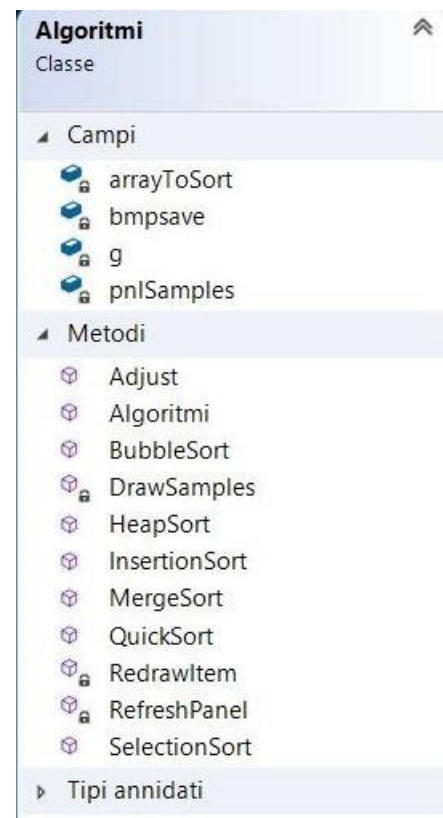 Algoritmi
Classe
Campi
arrayToSort
bmpsave
g
pnlSamples
Metodi
Adjust
Algoritmi
BubbleSort
DrawSamples
HeapSort
InsertionSort
MergeSort
QuickSort
RedrawItem
RefreshPanel
SelectionSort
Tipi annidati